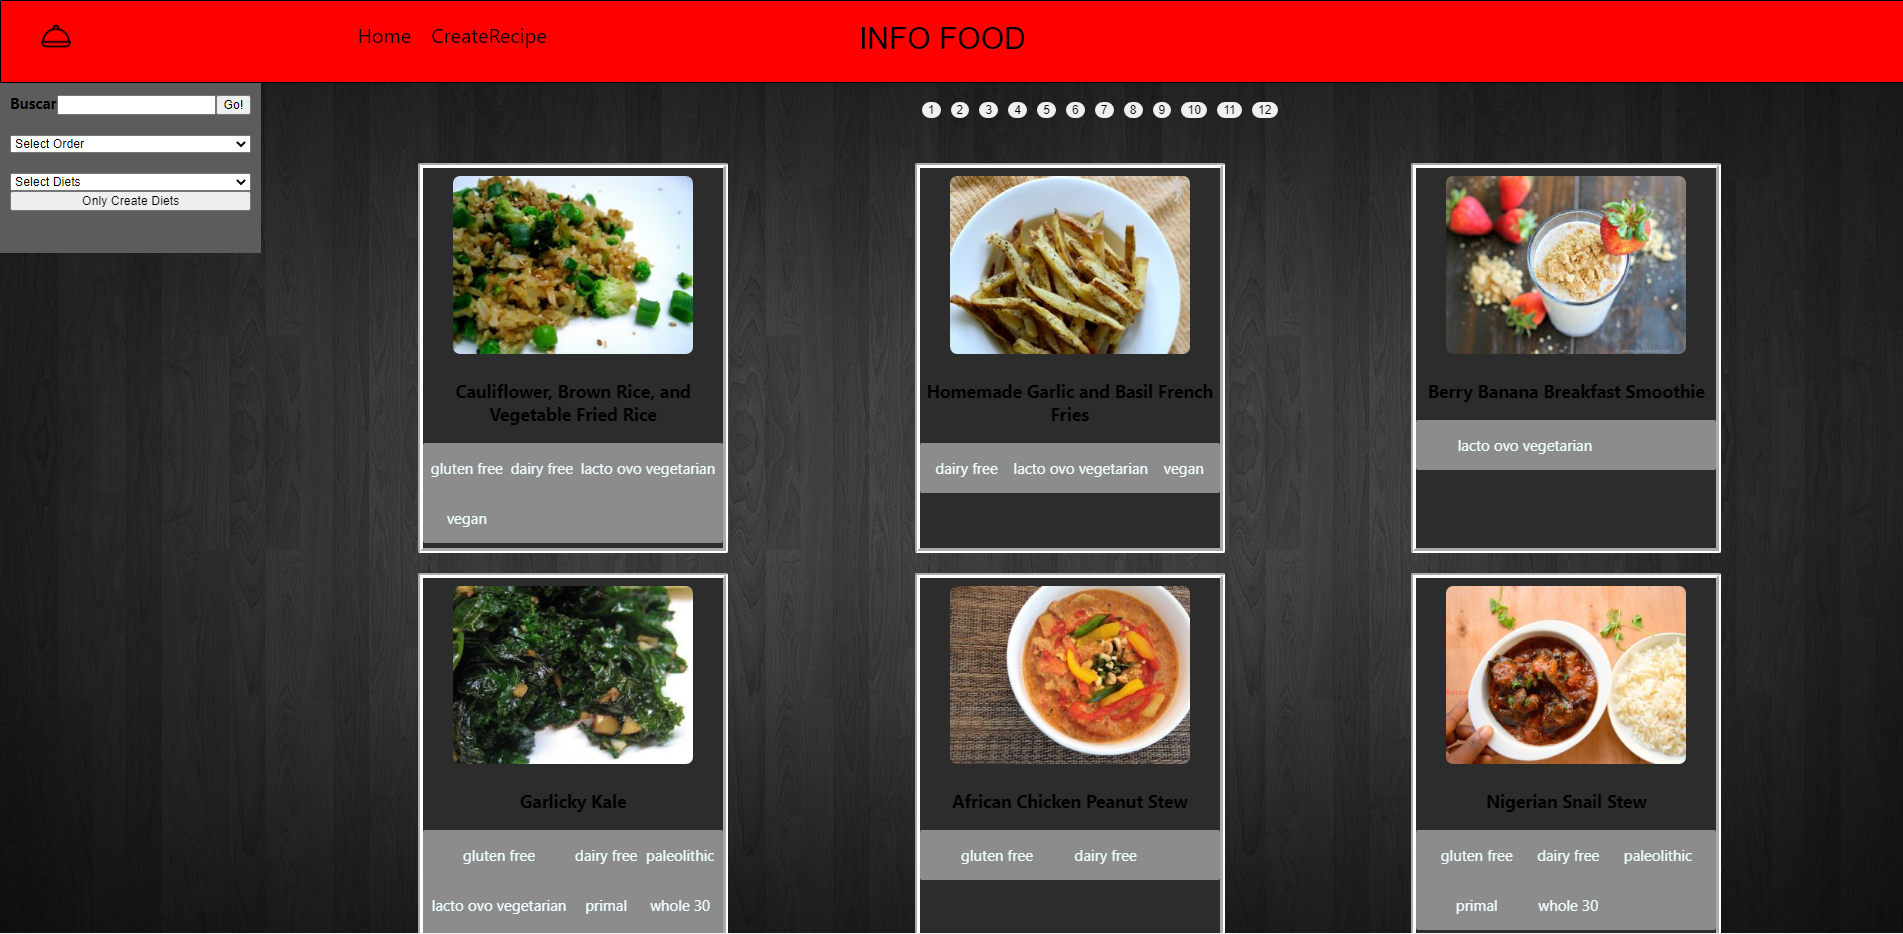 Home CreateRecipe INFO FOOD
Buscar Go!
Select Order
Select Diets
Only Create Diets
1 2 3 4 5 6 7 8 9 10 11 12
Cauliflower, Brown Rice, and
Vegetable Fried Rice
gluten free dairy free lacto ovo vegetarian
vegan
Homemade Garlic and Basil French
Fries
dairy free lacto ovo vegetarian vegan
Berry Banana Breakfast Smoothie
lacto ovo vegetarian
Garlicky Kale
gluten free dairy free paleolithic
lacto ovo vegetarian primal whole 30
African Chicken Peanut Stew
gluten free dairy free
Nigerian Snail Stew
gluten free dairy free paleolithic
primal whole 30